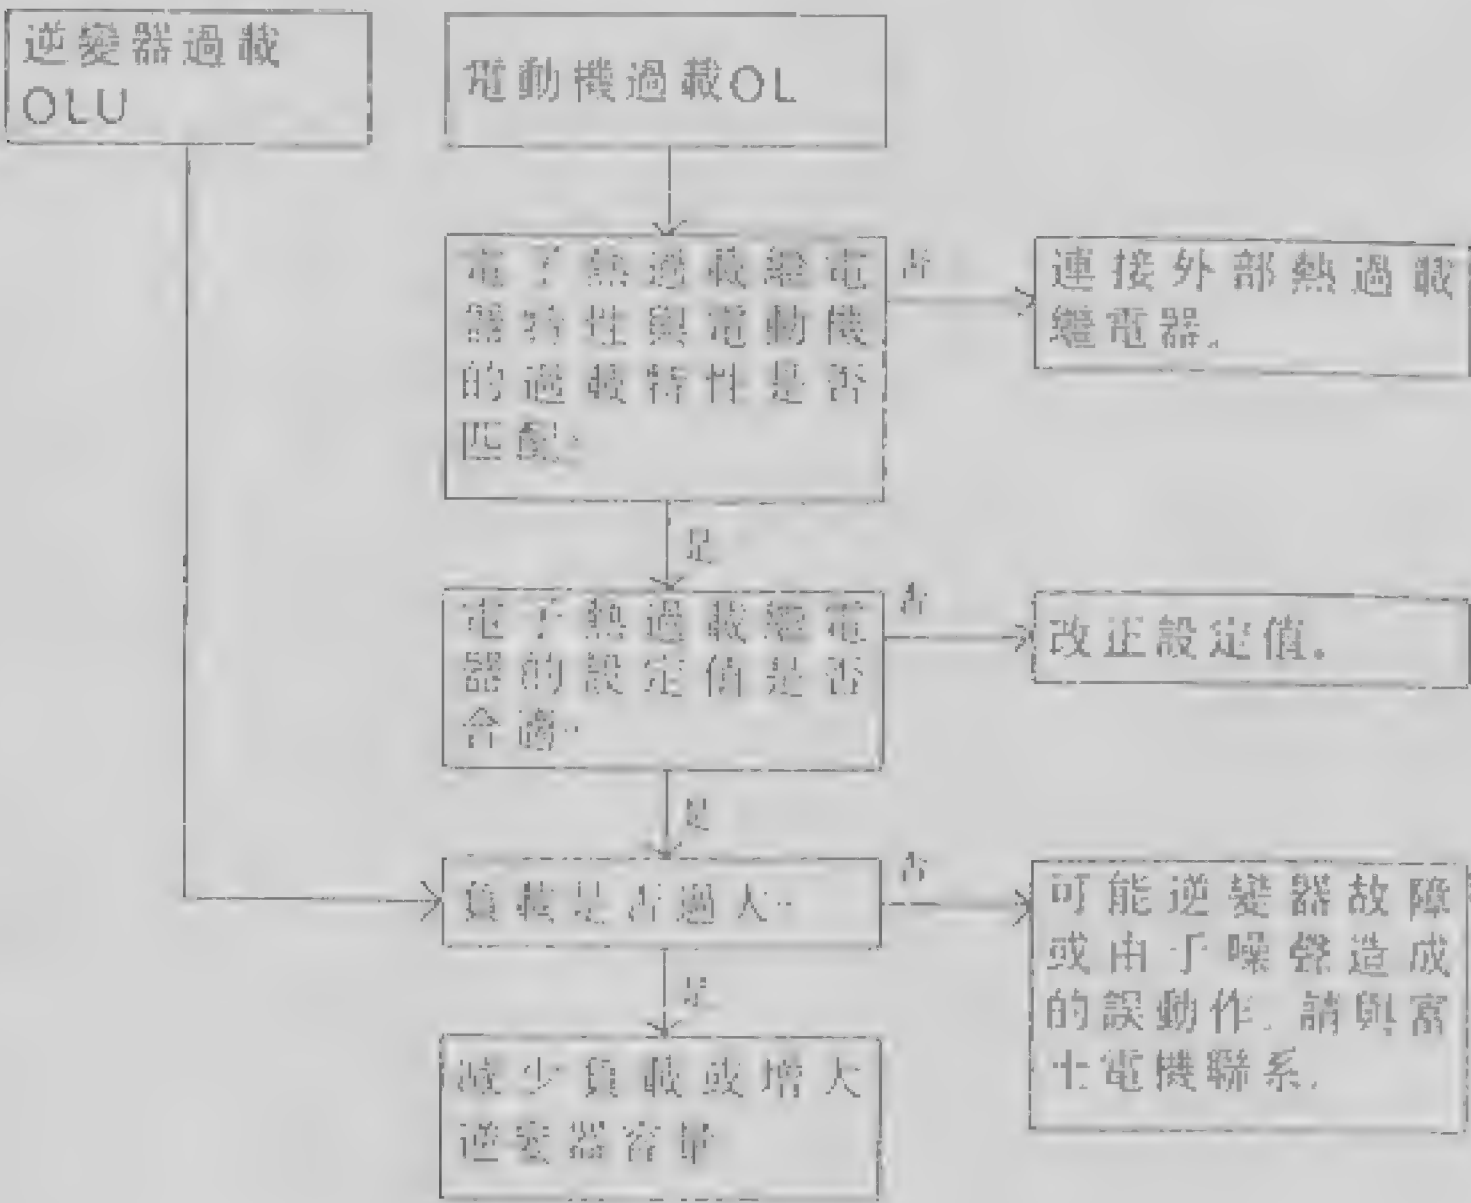 逆變器過載
OLU
電動機過載OL
電子熱過載繼電
器特性與電動機
的過載特性是否
匹配
否
連接外部熱過載
繼電器.
是
電子熱過載繼電
器的設定值是否
合適
否
改正設定值.
是
負載是否過大
否
可能逆變器故障
或由于噪聲造成
的誤動作.請與富
士電機聯系.
是
減少負載或增大
逆變器容量